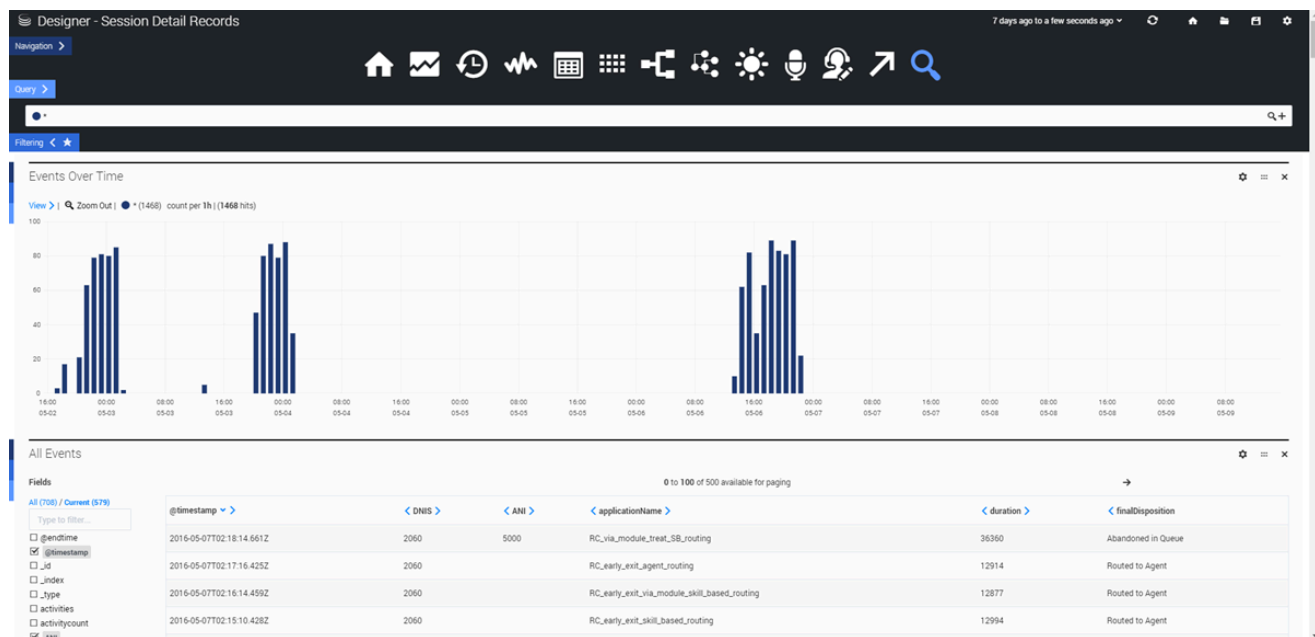 Designer - Session Detail Records
7 days ago to a few seconds ago
Navigation
Query
*
Filtering
Events Over Time
View | Zoom Out | * (1468) count per 1h | (1468 hits)
100
80
60
40
20
0
16:00 00:00 08:00 16:00 00:00 08:00 16:00 00:00 08:00 16:00 00:00 08:00 16:00 00:00 08:00 16:00 00:00 08:00 16:00 00:00 08:00
05-02 05-03 05-03 05-03 05-04 05-04 05-04 05-05 05-05 05-05 05-06 05-06 05-06 05-07 05-07 05-07 05-08 05-08 05-08 05-09 05-09
All Events
Fields
0 to 100 of 500 available for paging
All (708) / Current (579)
Type to filter...
@timestamp DNIS ANI applicationName duration finalDisposition
@endtime
2016-05-07T02:18:14.661Z 2060 5000 RC_via_module_treat_SB_routing 36360 Abandoned in Queue
@timestamp
_id
2016-05-07T02:17:16.425Z 2060 RC_early_exit_agent_routing 12914 Routed to Agent
_index
_type
2016-05-07T02:16:14.459Z 2060 RC_early_exit_via_module_skill_based_routing 12877 Routed to Agent
activities
activitycount
2016-05-07T02:15:10.428Z 2060 RC_early_exit_skill_based_routing 12994 Routed to Agent